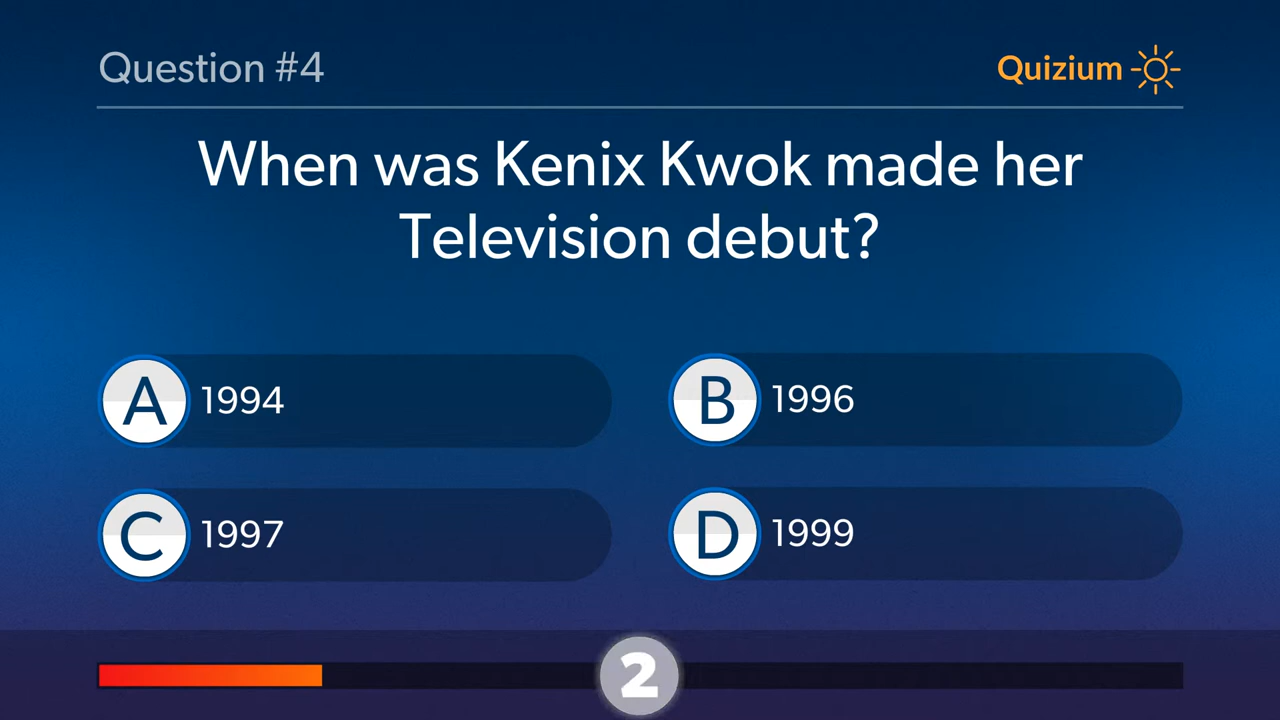 Question #4
Quizium
When was Kenix Kwok made her
Television debut?
A 1994
B 1996
C 1997
D 1999
2